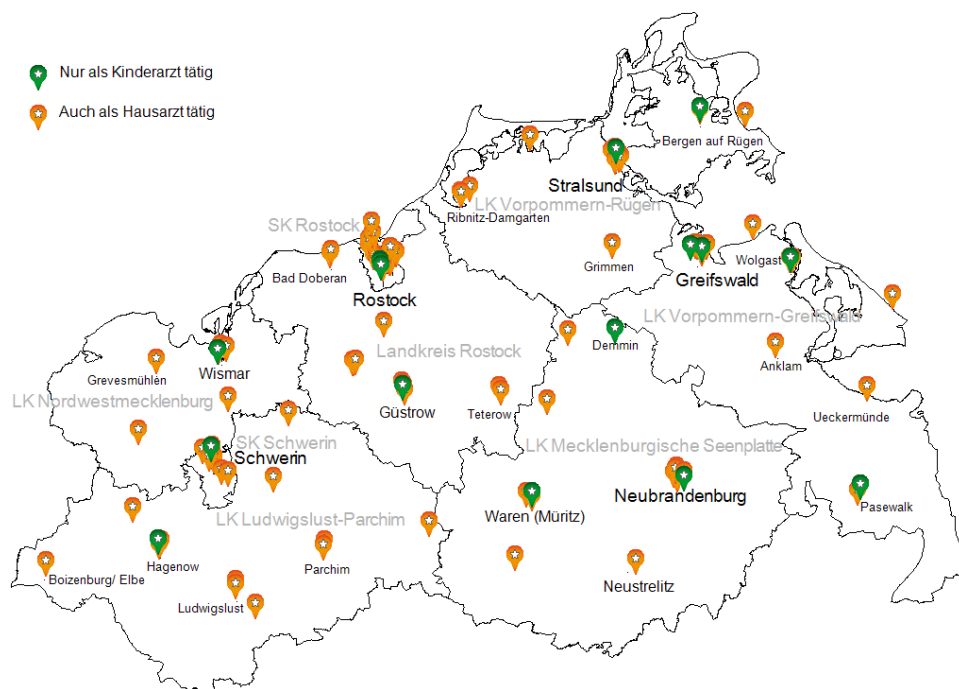 Nur als Kinderarzt tätig
Auch als Hausarzt tätig
Bergen auf Rügen
Stralsund
LK Vorpommern-Rügen
Ribnitz-Damgarten
SK Rostock
Grimmen
Wolgast
Bad Doberan
Greifswald
Rostock
LK Vorpommern-Greifswald
Demmin
Landkreis Rostock
Anklam
Wismar
Grevesmühlen
LK Nordwestmecklenburg
Güstrow
Teterow
Ueckermünde
SK Schwerin
LK Mecklenburgische Seenplatte
Schwerin
Neubrandenburg
Pasewalk
Waren (Müritz)
LK Ludwigslust-Parchim
Hagenow
Parchim
Boizenburg/ Elbe
Neustrelitz
Ludwigslust